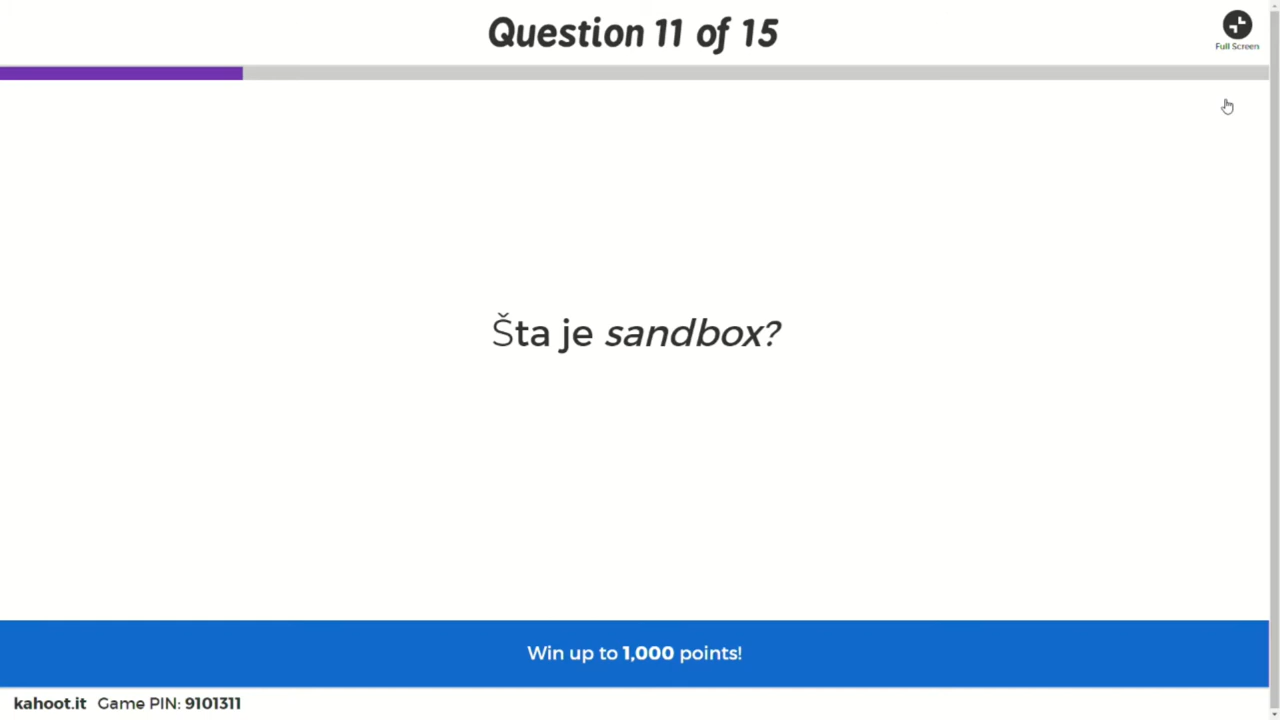 Question 11 of 15
Full Screen
Šta je sandbox?
Win up to 1,000 points!
kahoot.it Game PIN: 9101311